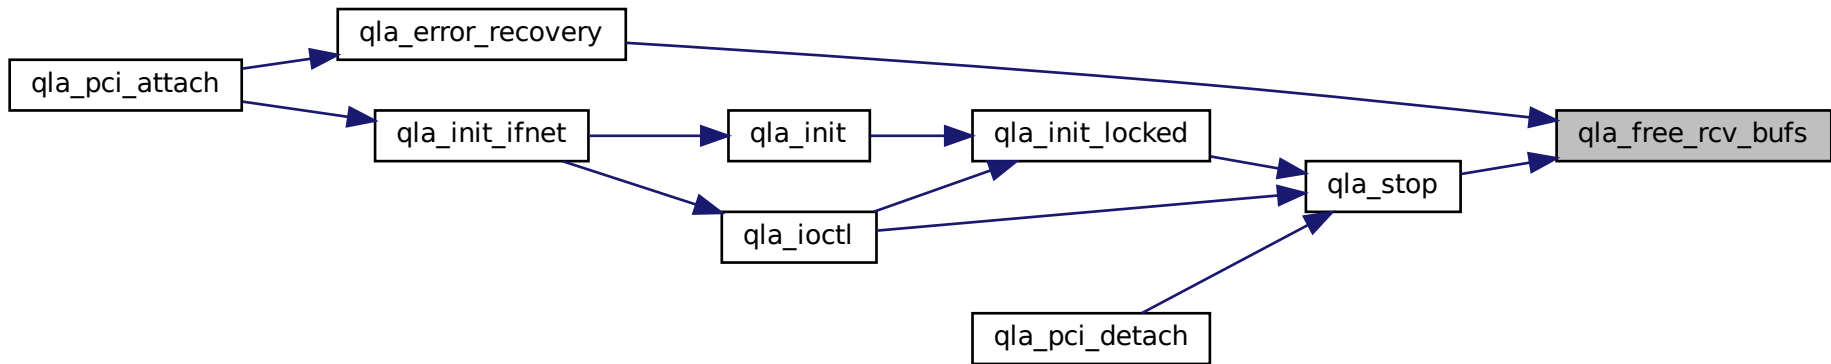 qla_error_recovery
qla_pci_attach
qla_init_ifnet
qla_init
qla_init_locked
qla_free_rcv_bufs
qla_stop
qla_ioctl
qla_pci_detach